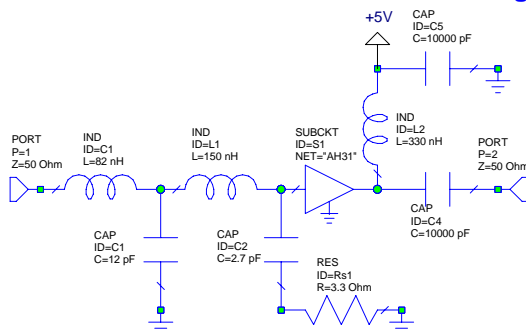 +5V
CAP
ID=C5
C=10000 pF
IND
ID=L2
L=330 nH
PORT
P=1
Z=50 Ohm
IND
ID=C1
L=82 nH
IND
ID=L1
L=150 nH
SUBCKT
ID=S1
NET="AH31"
PORT
P=2
Z=50 Ohm
CAP
ID=C4
C=10000 pF
CAP
ID=C1
C=12 pF
CAP
ID=C2
C=2.7 pF
RES
ID=Rs1
R=3.3 Ohm